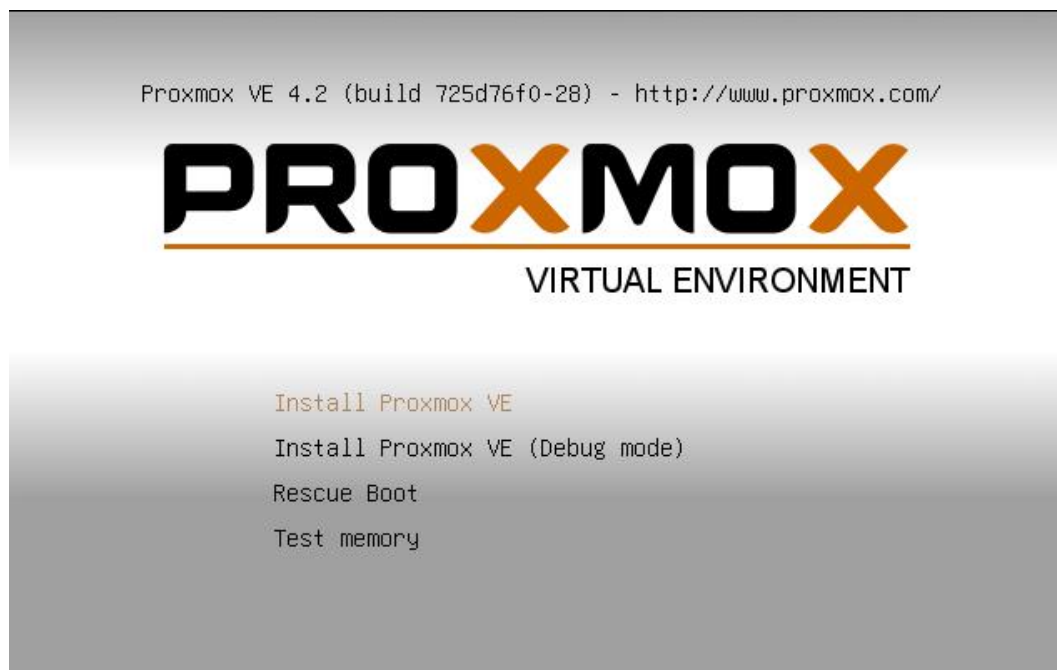 Proxmox VE 4.2 (build 725d76f0-28) - http://www.proxmox.com/
PROXMOX
VIRTUAL ENVIRONMENT
Install Proxmox VE
Install Proxmox VE (Debug mode)
Rescue Boot
Test memory